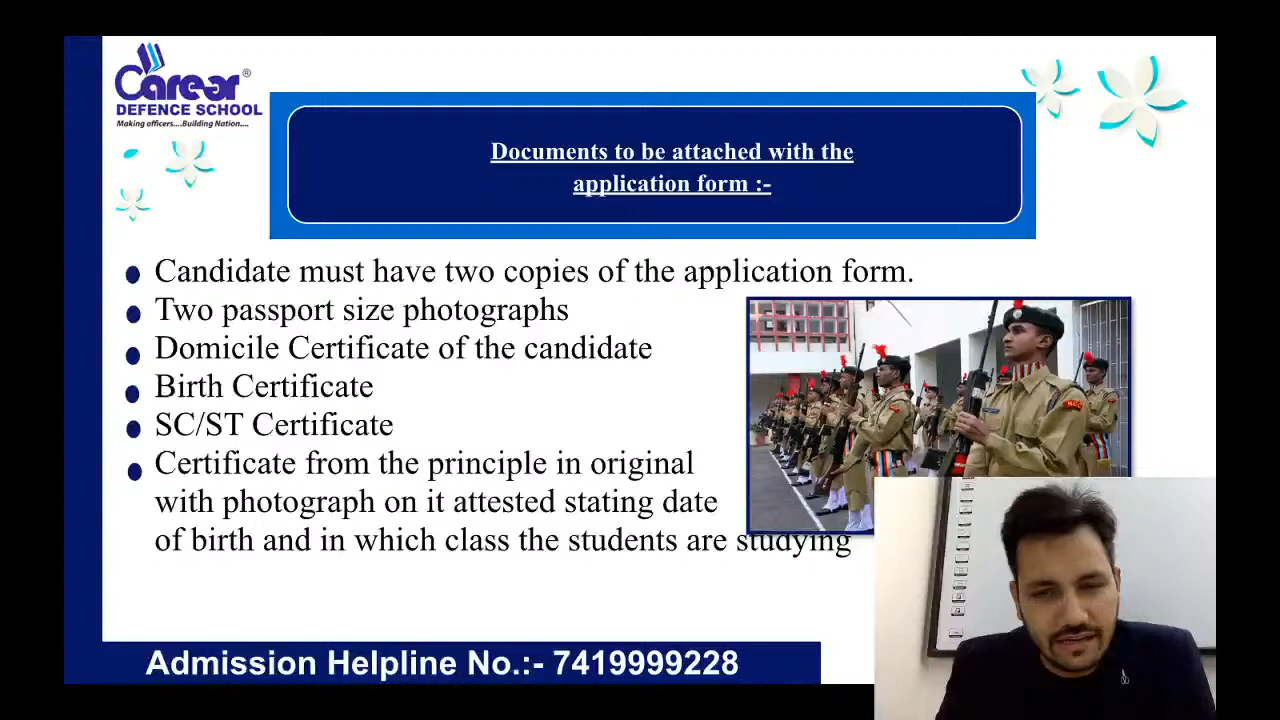 Carear®
DEFENCE SCHOOL
Making officers....Building Nation....
Documents to be attached with the
application form :-
Candidate must have two copies of the application form.
Two passport size photographs
Domicile Certificate of the candidate
Birth Certificate
SC/ST Certificate
Certificate from the principle in original
with photograph on it attested stating date
of birth and in which class the students are studying
Admission Helpline No.:- 7419999228